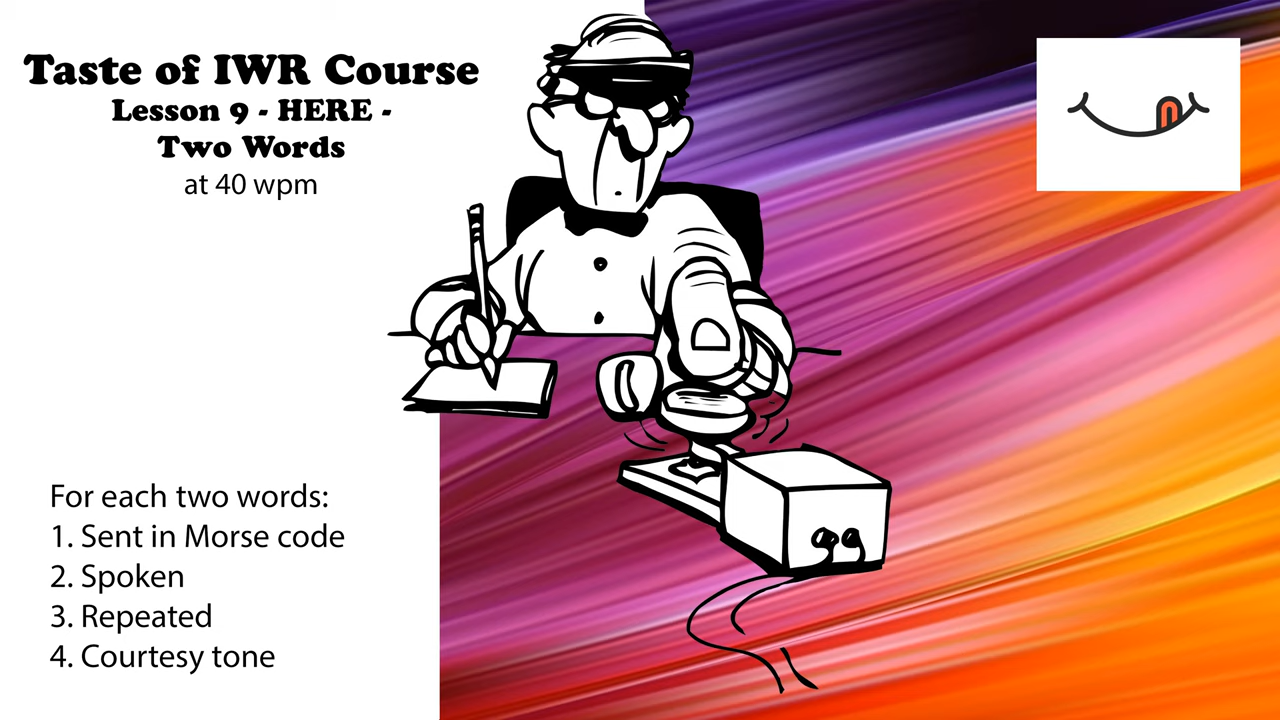 Taste of IWR Course
Lesson 9 - HERE -
Two Words
at 40 wpm
For each two words:
1. Sent in Morse code
2. Spoken
3. Repeated
4. Courtesy tone